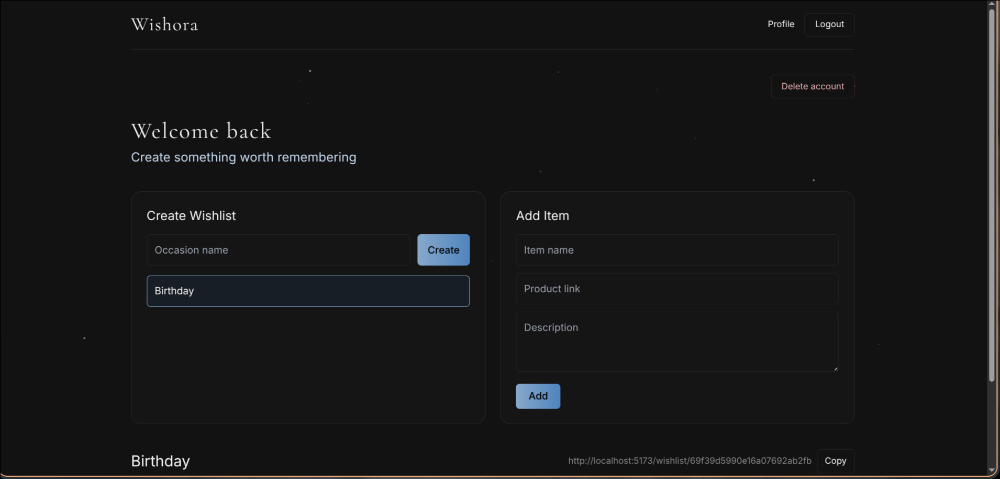 Wishora
Profile
Logout
Delete account
Welcome back
Create something worth remembering
Create Wishlist
Occasion name
Create
Birthday
Add Item
Item name
Product link
Description
Add
Birthday
http://localhost:5173/wishlist/69f39d5990e16a07692ab2fb
Copy